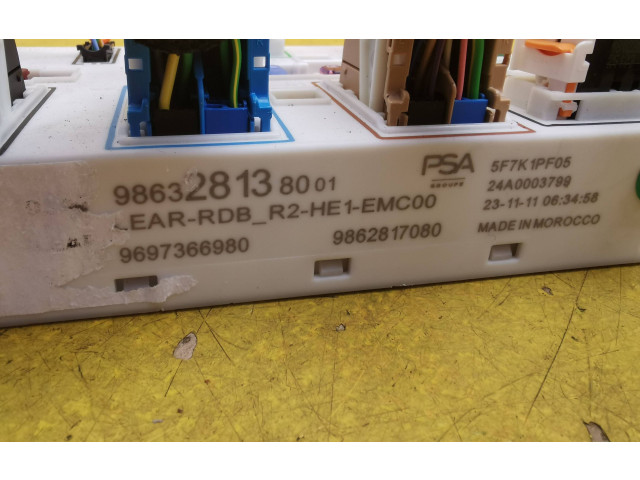 98632813 80 01
.EAR-RDB_R2-HE1-EMC00
9697366980
9862817080
PSA
GROUPE
5F7K1PF05
24A0003799
23-11-11 06:34:58
MADE IN MOROCCO